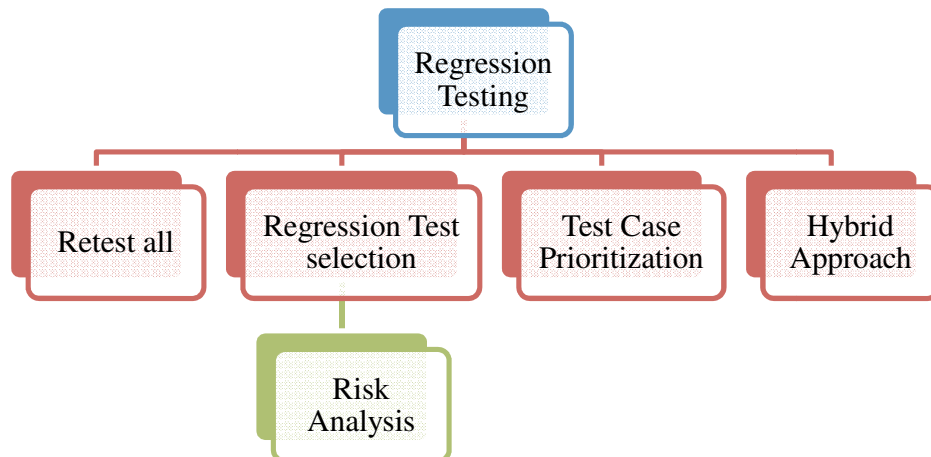 Regression
Testing
Retest all
Regression Test
selection
Test Case
Prioritization
Hybrid
Approach
Risk
Analysis